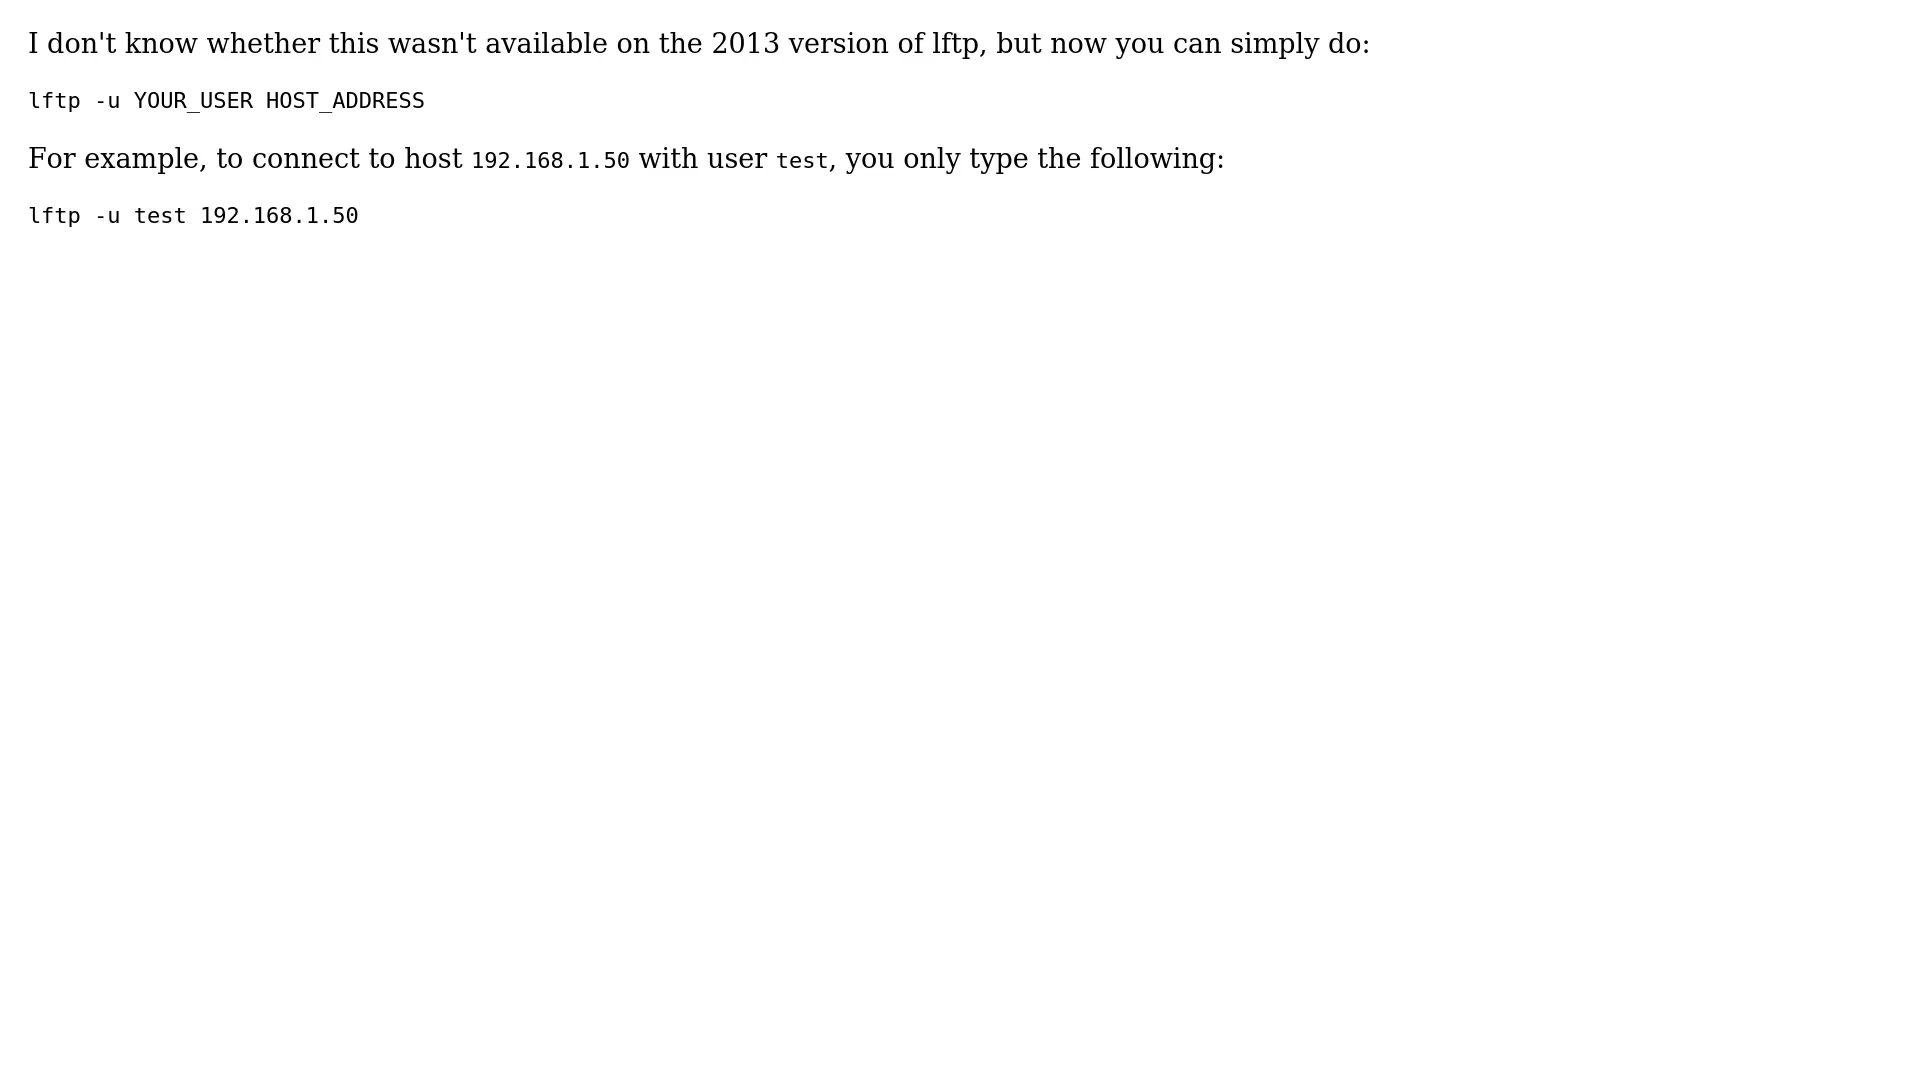 I don't know whether this wasn't available on the 2013 version of lftp, but now you can simply do:
lftp -u YOUR_USER HOST_ADDRESS
For example, to connect to host 192.168.1.50 with user test, you only type the following:
lftp -u test 192.168.1.50